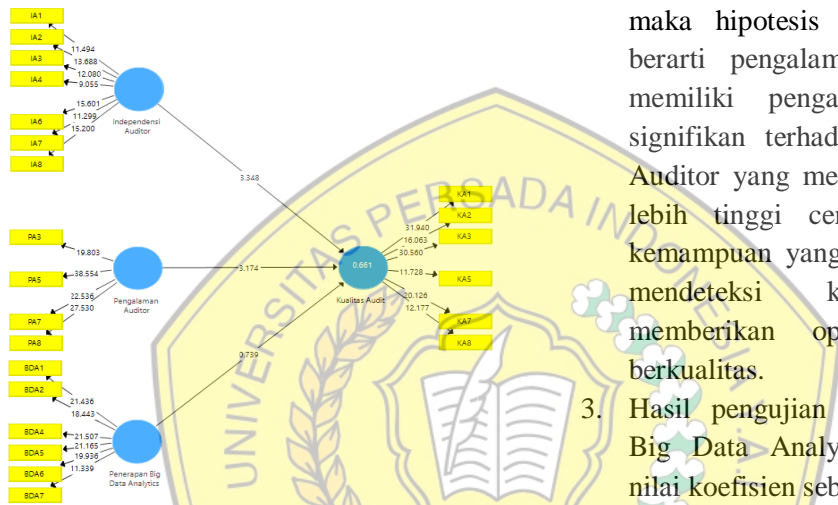 IA1
IA2
IA3
IA4
IA6
IA7
IA8
11.494
13.688
12.080
9.055
15.601
11.299
15.200
Independensi
Auditor
3.348
PA3
PA5
PA7
PA8
19.803
38.554
22.536
27.530
Pengalaman
Auditor
3.174
BDA1
BDA2
BDA4
BDA5
BDA6
BDA7
21.436
18.443
21.507
21.165
19.936
11.339
Penerapan Big
Data Analytics
0.739
0.661
Kualitas Audit
31.940
16.063
30.560
11.728
20.126
12.177
KA1
KA2
KA3
KA5
KA7
KA8
UNIVERSITAS PERSADA INDONESIA Y.A.I
maka hipotesis
berarti pengalam
memiliki penga
signifikan terhad
Auditor yang me
lebih tinggi cer
kemampuan yang
mendeteksi k
memberikan op
berkualitas.
3. Hasil pengujian
Big Data Analy
nilai koefisien seb